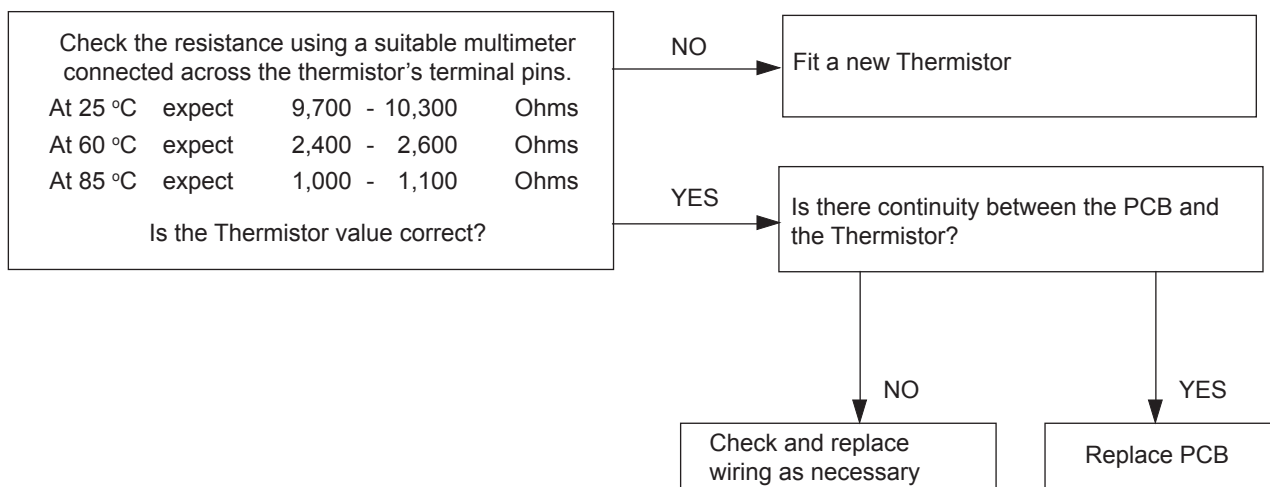 Check the resistance using a suitable multimeter
connected across the thermistor's terminal pins.
At 25 ºC expect 9,700 - 10,300 Ohms
At 60 ºC expect 2,400 - 2,600 Ohms
At 85 ºC expect 1,000 - 1,100 Ohms
Is the Thermistor value correct?
NO
Fit a new Thermistor
YES
Is there continuity between the PCB and
the Thermistor?
NO
Check and replace
wiring as necessary
YES
Replace PCB